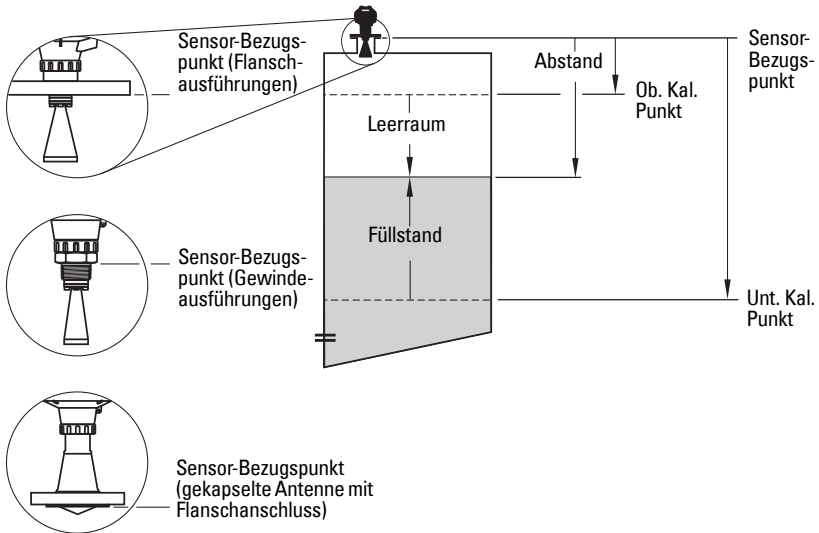 Sensor-Bezugs-
punkt (Flansch-
ausführungen)
Abstand
Sensor-
Bezugs-
punkt
Ob. Kal.
Punkt
Leerraum
Füllstand
Sensor-Bezugs-
punkt (Gewinde-
ausführungen)
Unt. Kal.
Punkt
Sensor-Bezugspunkt
(gekapselte Antenne mit
Flanschanschluss)